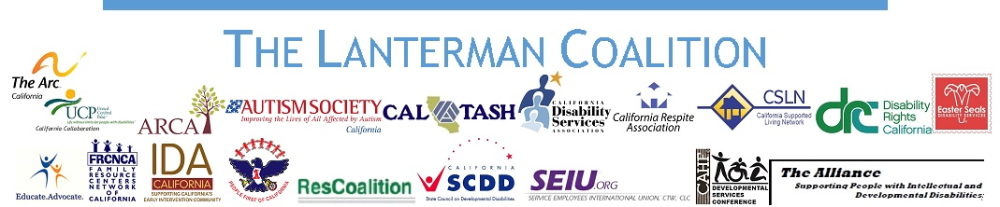 THE LANTERMAN COALITION
The Arc
California
UCP United Cerebral Palsy
Life without limits for people with disabilities
California Collaboration
ARCA
AUTISM SOCIETY
Improving the Lives of All Affected by Autism
California
CAL TASH
CALIFORNIA
Disability
Services
ASSOCIATION
California Respite
Association
CSLN
California Supported
Living Network
drc
Disability
Rights
California
Easter Seals
DISABILITY SERVICES
Educate.Advocate.
FRCNCA
FAMILY
RESOURCE
CENTERS
NETWORK
OF
CALIFORNIA
IDA
CALIFORNIA
SUPPORTING CALIFORNIA'S
EARLY INTERVENTION COMMUNITY
1
PEOPLE FIRST OF CALIFORNIA
ResCoalition
CALIFORNIA
SCDD
State Council on Developmental Disabilities
SEIU.ORG
SERVICE EMPLOYEES INTERNATIONAL UNION, CTW, CLC
CAHF
DEVELOPMENTAL
SERVICES
CONFERENCE
The Alliance
Supporting People with Intellectual and
Developmental Disabilities;